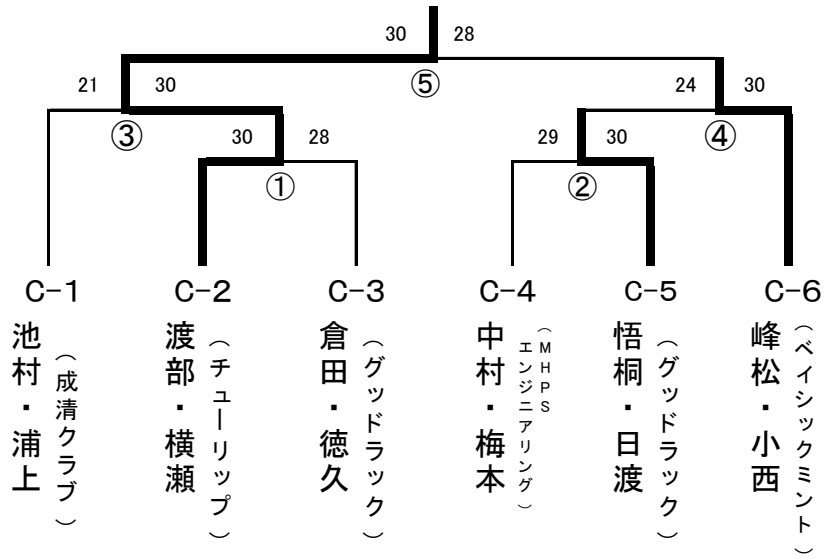 30 28
⑤
21 30
24 30
③
④
30 28
29 30
①
②
C-1
C-2
C-3
C-4
C-5
C-6
池村・浦上
（成清クラブ）
渡部・横瀬
（チューリップ）
倉田・徳久
（グッドラック）
中村・梅本
（MHPS
エンジニアリング）
悟桐・日渡
（グッドラック）
峰松・小西
（ベイシックミント）